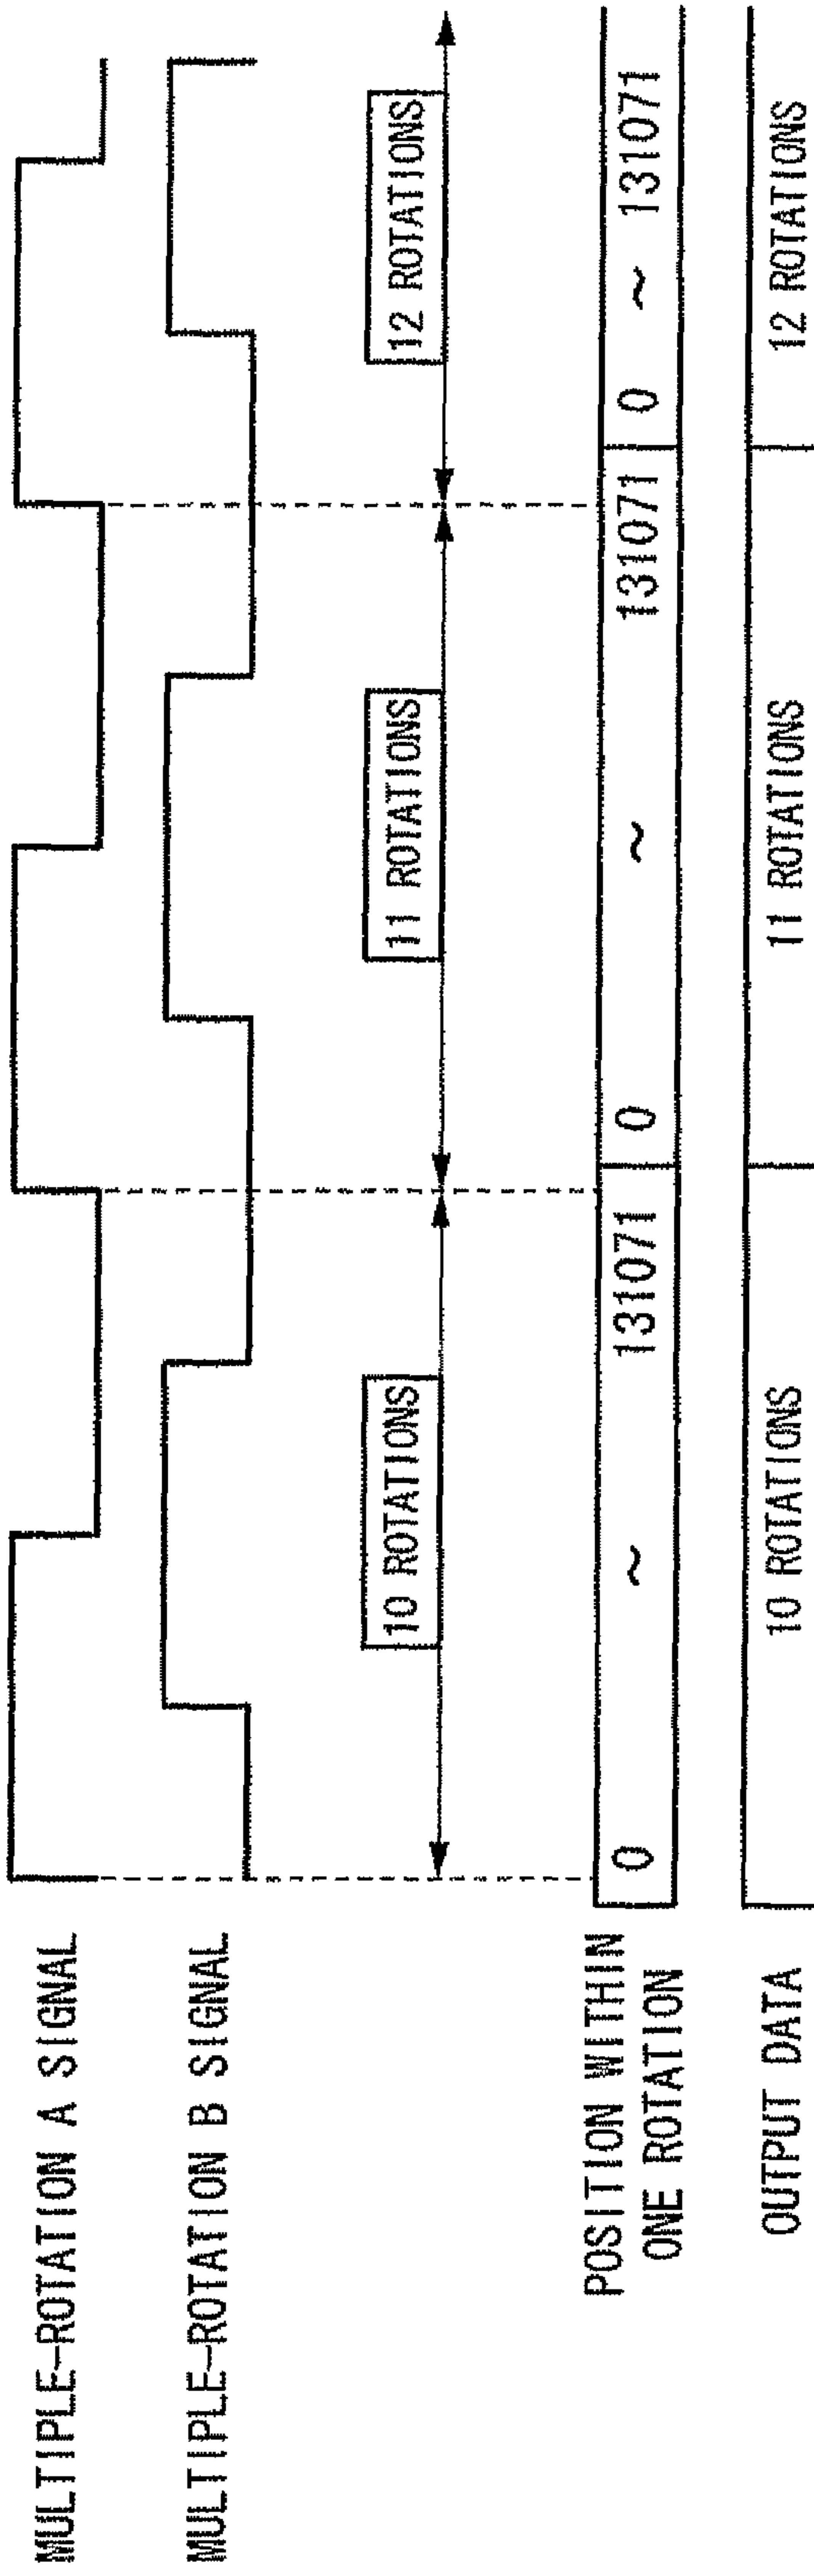 MULTIPLE-ROTATION A SIGNAL
MULTIPLE-ROTATION B SIGNAL
10 ROTATIONS
11 ROTATIONS
12 ROTATIONS
POSITION WITHIN
ONE ROTATION
0 ~ 131071
0 ~ 131071
0 ~ 131071
OUTPUT DATA
10 ROTATIONS
11 ROTATIONS
12 ROTATIONS